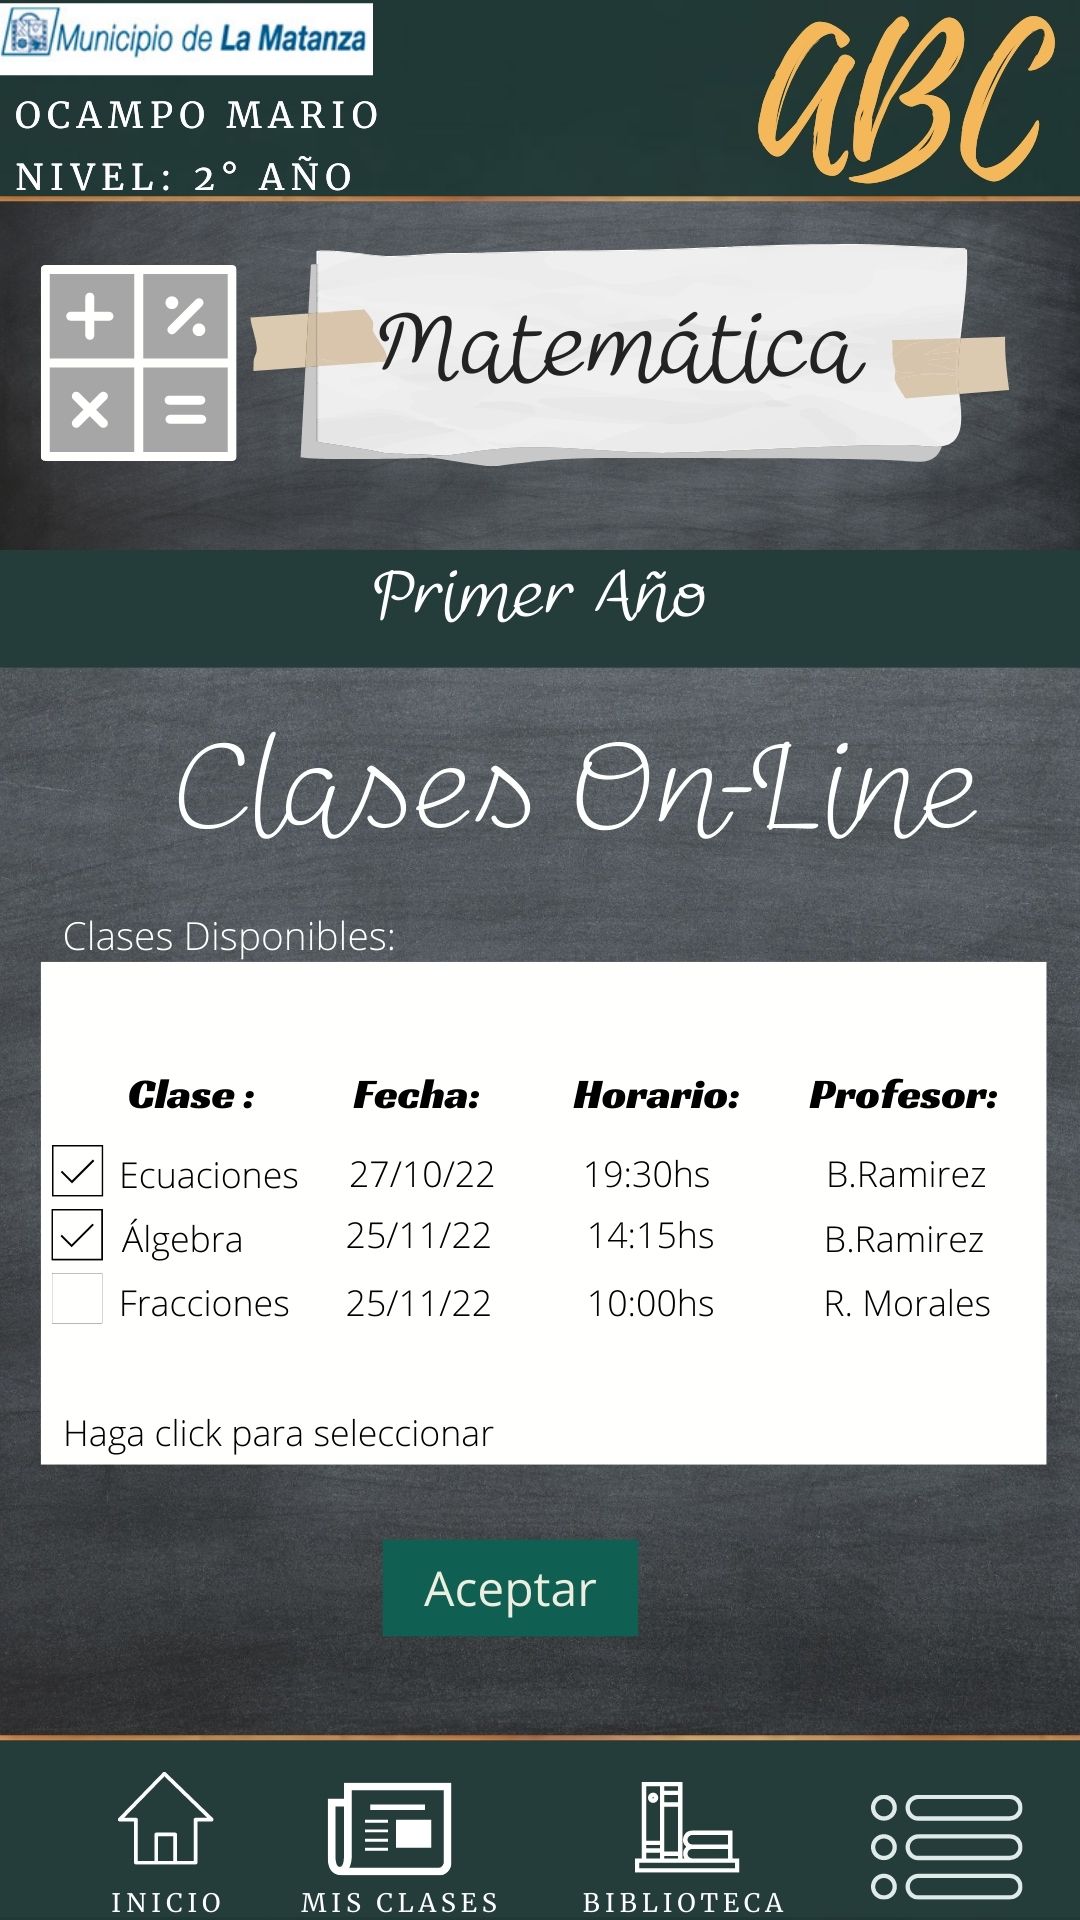 Municipio de La Matanza
ABC
OCAMPO MARIO
NIVEL: 2° AÑO
Matemática
Primer Año
Clases On-Line
Clases Disponibles:
Clase : Fecha: Horario: Profesor:
Ecuaciones 27/10/22 19:30hs B.Ramirez
Álgebra 25/11/22 14:15hs B.Ramirez
Fracciones 25/11/22 10:00hs R. Morales
Haga click para seleccionar
Aceptar
INICIO MIS CLASES BIBLIOTECA